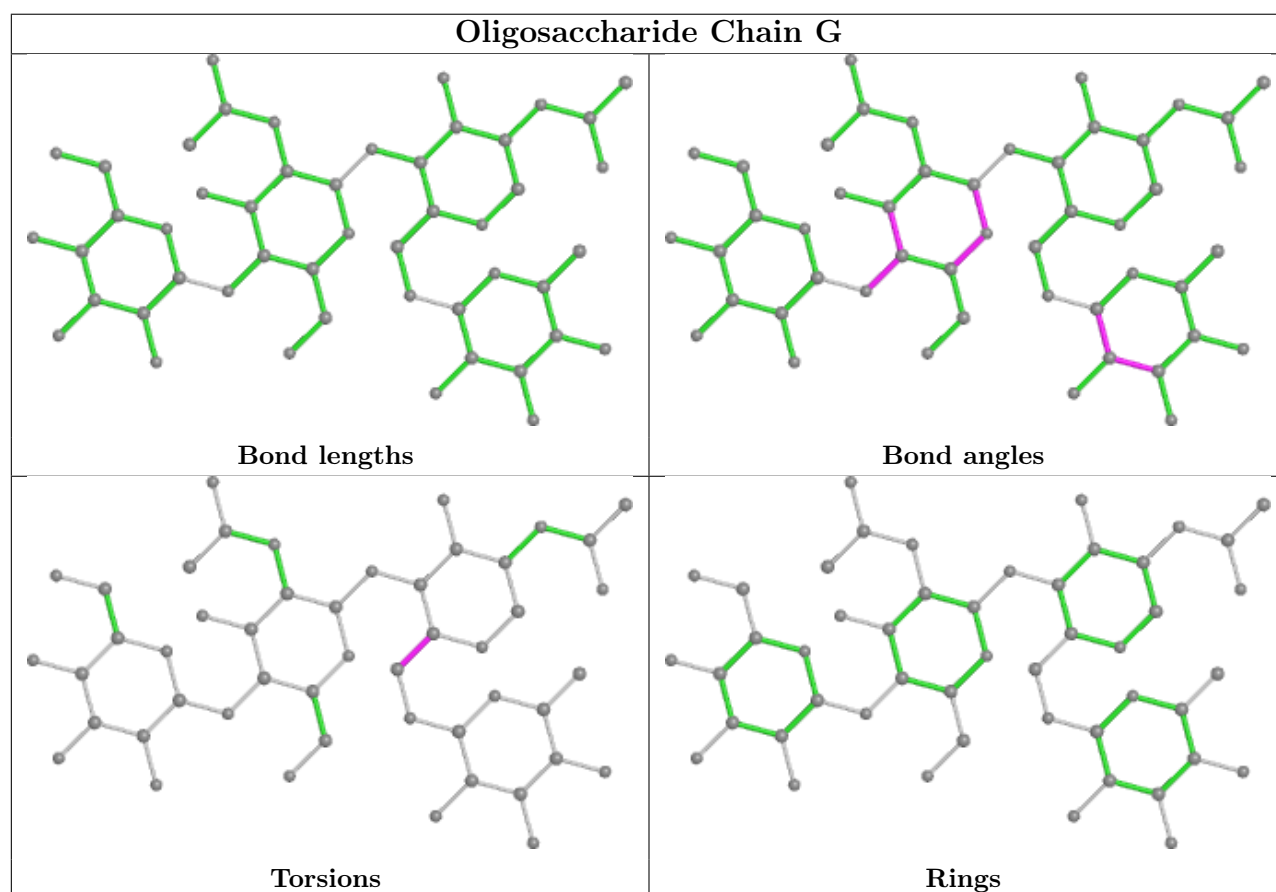 Oligosaccharide Chain G
Bond lengths
Bond angles
Torsions
Rings